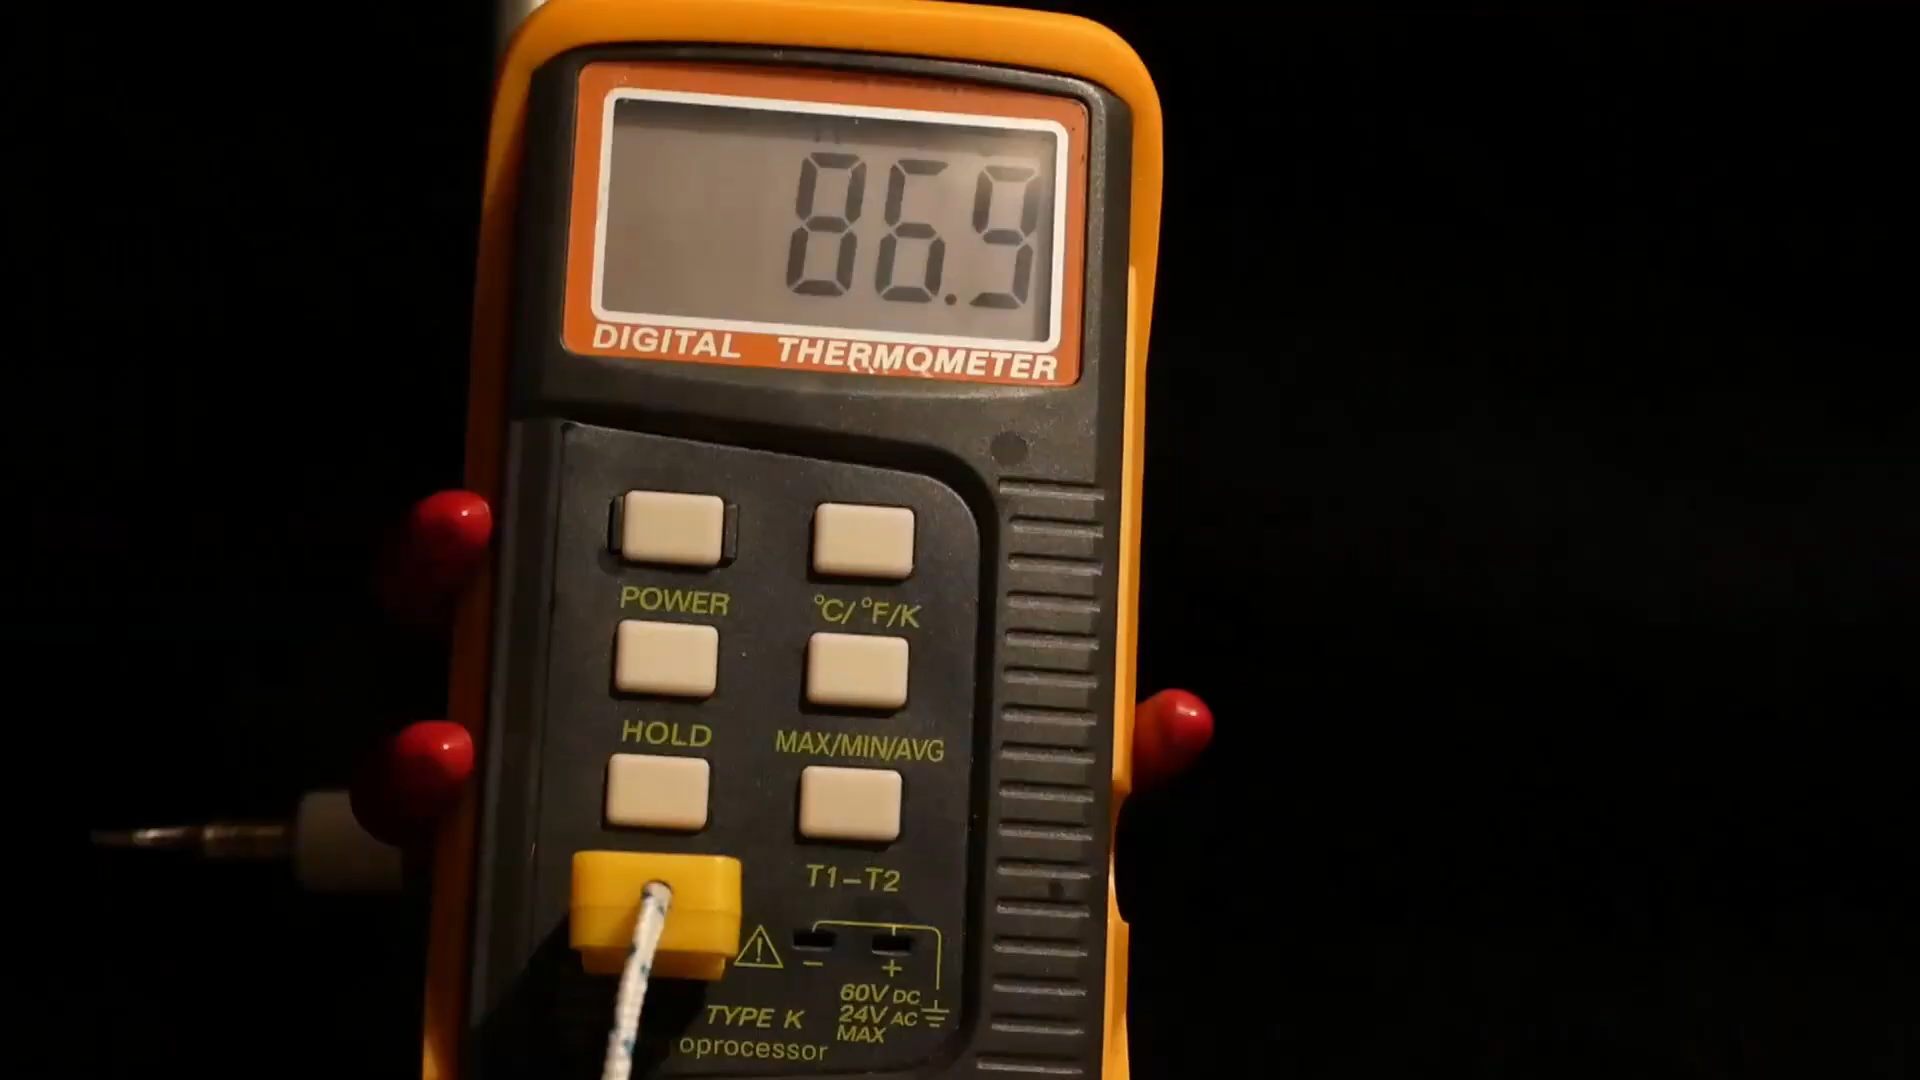 86.9
DIGITAL THERMOMETER
POWER
°C/°F/K
HOLD
MAX/MIN/AVG
T1-T2
- +
60V DC
24V AC
MAX
TYPE K
oprocessor